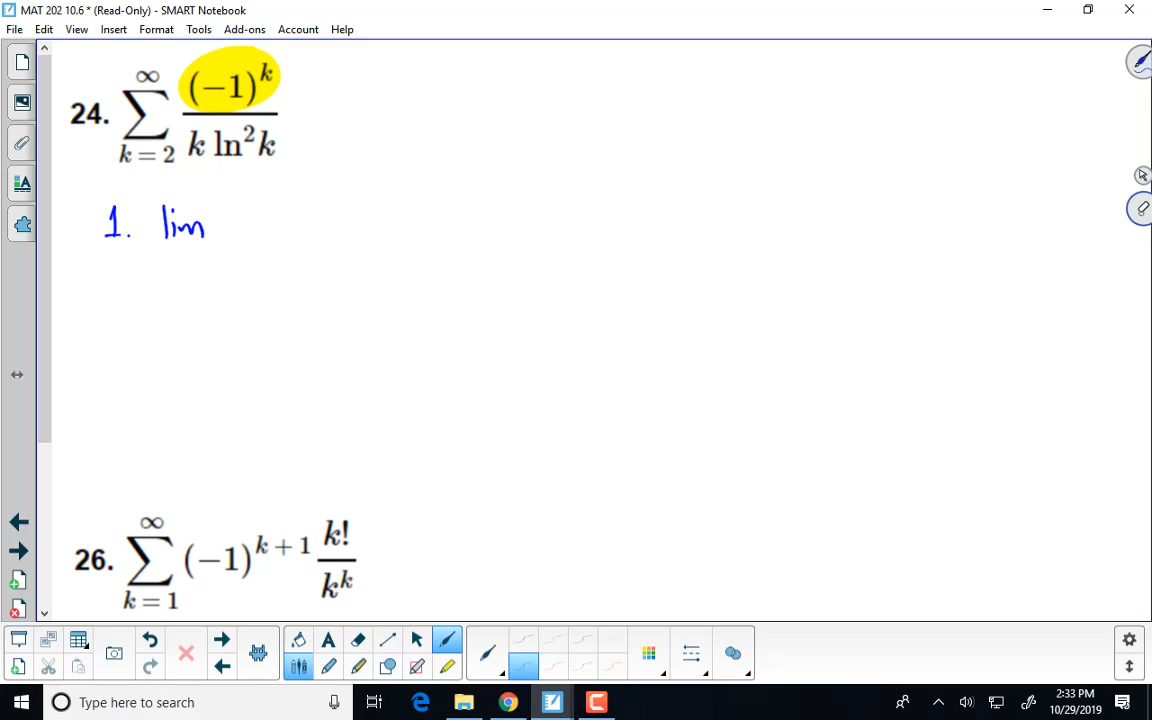 MAT 202 10.6 * (Read-Only) - SMART Notebook
File Edit View Insert Format Tools Add-ons Account Help
24. ∞ ∑ k = 2 (−1)^k / k ln²k
1. lim
26. ∞ ∑ k = 1 (−1)^(k + 1) k! / k^k
Type here to search
2:33 PM
10/29/2019